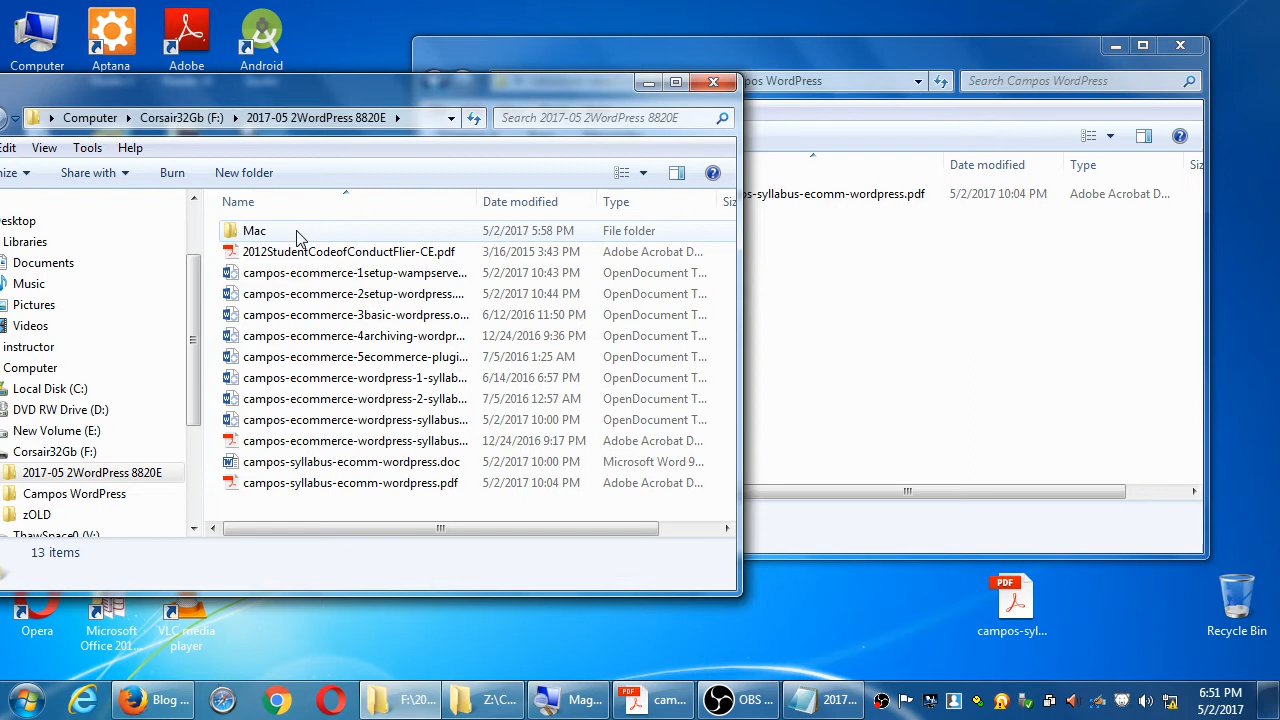 Computer
Aptana
Adobe
Android
pos WordPress
Search Campos WordPress
Computer
Corsair32Gb (F:)
2017-05 2WordPress 8820E
Search 2017-05 2WordPress 8820E
Edit View Tools Help
nize Share with Burn New folder
Name Date modified Type Siz
Date modified Type Siz
os-syllabus-ecomm-wordpress.pdf 5/2/2017 10:04 PM Adobe Acrobat D...
esktop
Libraries
Documents
Music
Pictures
Videos
instructor
Computer
Local Disk (C:)
DVD RW Drive (D:)
New Volume (E:)
Corsair32Gb (F:)
2017-05 2WordPress 8820E
Campos WordPress
zOLD
ThawSpace0 (V:)
Mac 5/2/2017 5:58 PM File folder
2012StudentCodeofConductFlier-CE.pdf 3/16/2015 3:43 PM Adobe Acrobat D...
campos-ecommerce-1setup-wampserve... 5/2/2017 10:43 PM OpenDocument T...
campos-ecommerce-2setup-wordpress.... 5/2/2017 10:44 PM OpenDocument T...
campos-ecommerce-3basic-wordpress.o... 6/12/2016 11:50 PM OpenDocument T...
campos-ecommerce-4archiving-wordpr... 12/24/2016 9:36 PM OpenDocument T...
campos-ecommerce-5ecommerce-plugi... 7/5/2016 1:25 AM OpenDocument T...
campos-ecommerce-wordpress-1-syllab... 6/14/2016 6:57 PM OpenDocument T...
campos-ecommerce-wordpress-2-syllab... 7/5/2016 12:57 AM OpenDocument T...
campos-ecommerce-wordpress-syllabus... 5/2/2017 10:00 PM OpenDocument T...
campos-ecommerce-wordpress-syllabus... 12/24/2016 9:17 PM Adobe Acrobat D...
campos-syllabus-ecomm-wordpress.doc 5/2/2017 10:00 PM Microsoft Word 9...
campos-syllabus-ecomm-wordpress.pdf 5/2/2017 10:04 PM Adobe Acrobat D...
13 items
Opera
Microsoft
Office 201...
VLC media
player
PDF
campos-syl...
Recycle Bin
Blog ...
F:\20...
Z:\C...
Mag...
PDF
cam...
OBS ...
2017...
6:51 PM
5/2/2017